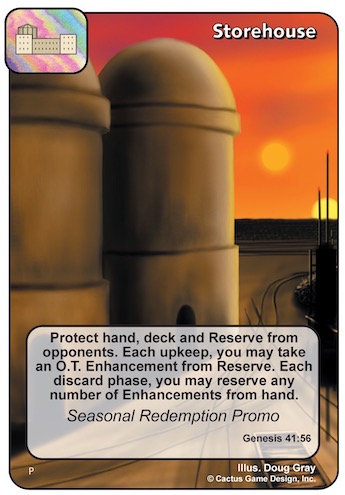 Storehouse
Protect hand, deck and Reserve from
opponents. Each upkeep, you may take
an O.T. Enhancement from Reserve. Each
discard phase, you may reserve any
number of Enhancements from hand.
Seasonal Redemption Promo
Genesis 41:56
P
Illus. Doug Gray
© Cactus Game Design, Inc.